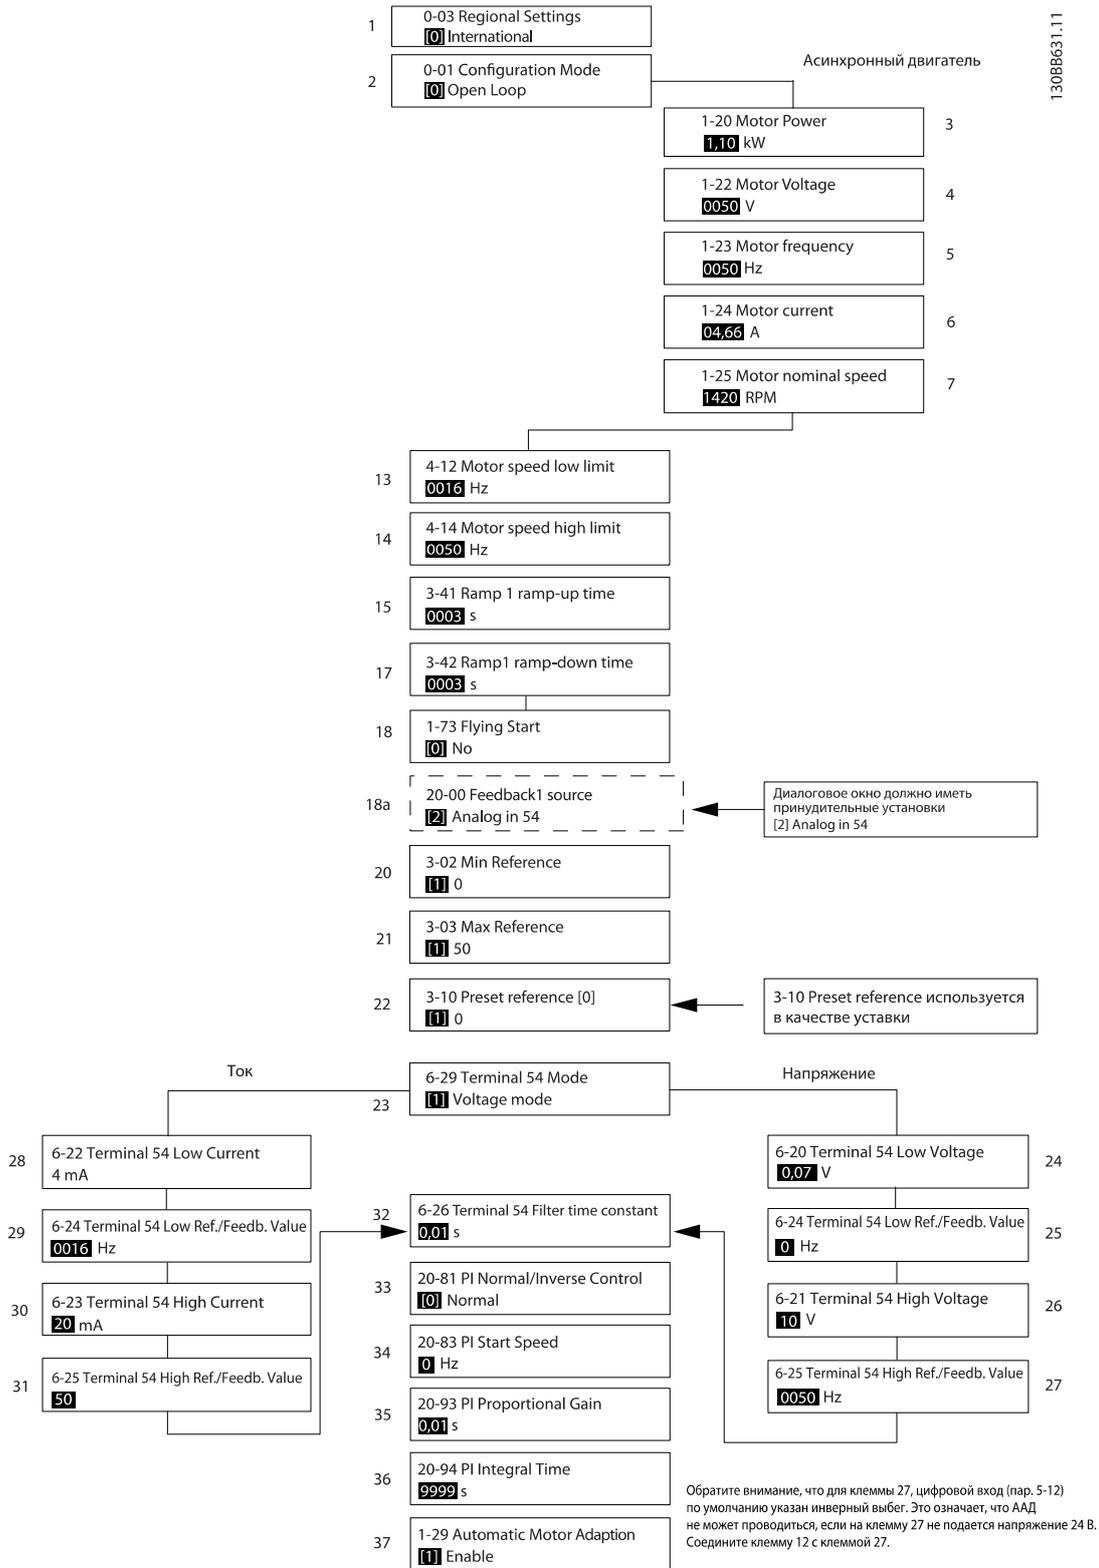 130BB631.11
1
0-03 Regional Settings
[0] International
2
0-01 Configuration Mode
[0] Open Loop
Асинхронный двигатель
1-20 Motor Power
1,10 kW
3
1-22 Motor Voltage
0050 V
4
1-23 Motor frequency
0050 Hz
5
1-24 Motor current
04,66 A
6
1-25 Motor nominal speed
1420 RPM
7
13
4-12 Motor speed low limit
0016 Hz
14
4-14 Motor speed high limit
0050 Hz
15
3-41 Ramp 1 ramp-up time
0003 s
17
3-42 Ramp1 ramp-down time
0003 s
18
1-73 Flying Start
[0] No
18a
20-00 Feedback1 source
[2] Analog in 54
Диалоговое окно должно иметь
принудительные установки
[2] Analog in 54
20
3-02 Min Reference
[1] 0
21
3-03 Max Reference
[1] 50
22
3-10 Preset reference [0]
[1] 0
3-10 Preset reference используется
в качестве уставки
Ток
23
6-29 Terminal 54 Mode
[1] Voltage mode
Напряжение
28
6-22 Terminal 54 Low Current
4 mA
29
6-24 Terminal 54 Low Ref./Feedb. Value
0016 Hz
30
6-23 Terminal 54 High Current
20 mA
31
6-25 Terminal 54 High Ref./Feedb. Value
50
6-20 Terminal 54 Low Voltage
0,07 V
24
6-24 Terminal 54 Low Ref./Feedb. Value
0 Hz
25
6-21 Terminal 54 High Voltage
10 V
26
6-25 Terminal 54 High Ref./Feedb. Value
0050 Hz
27
32
6-26 Terminal 54 Filter time constant
0,01 s
33
20-81 PI Normal/Inverse Control
[0] Normal
34
20-83 PI Start Speed
0 Hz
35
20-93 PI Proportional Gain
0,01 s
36
20-94 PI Integral Time
9999 s
37
1-29 Automatic Motor Adaption
[1] Enable
Обратите внимание, что для клеммы 27, цифровой вход (пар. 5-12)
по умолчанию указан инверный выбег. Это означает, что ААД
не может проводиться, если на клемму 27 не подается напряжение 24 В.
Соедините клемму 12 с клеммой 27.